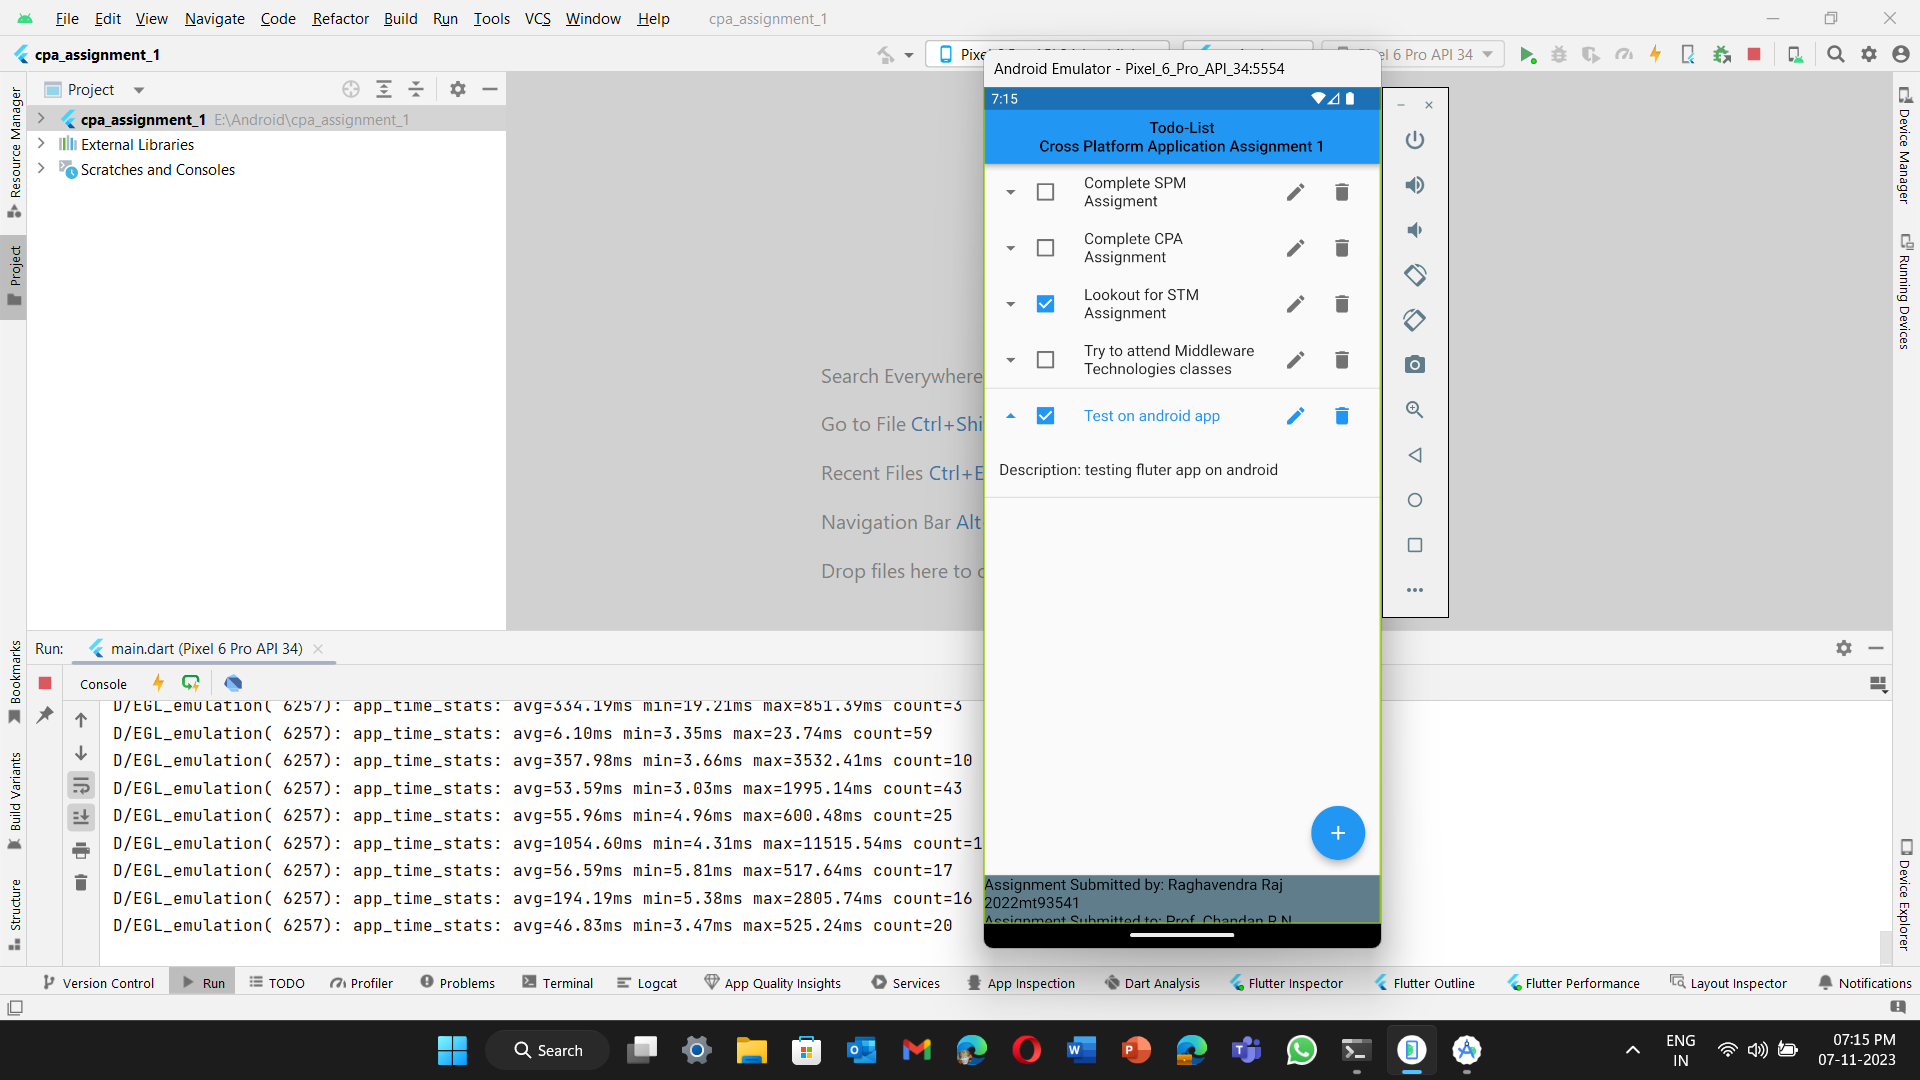 File Edit View Navigate Code Refactor Build Run Tools VCS Window Help cpa_assignment_1
cpa_assignment_1
el 6 Pro API 34
Project
cpa_assignment_1 E:\Android\cpa_assignment_1
External Libraries
Scratches and Consoles
Resource Manager
Project
Bookmarks
Build Variants
Structure
Search Everywhere
Go to File Ctrl+Shi
Recent Files Ctrl+E
Navigation Bar Alt
Drop files here to
Android Emulator - Pixel_6_Pro_API_34:5554
7:15
Todo-List
Cross Platform Application Assignment 1
Complete SPM
Assigment
Complete CPA
Assignment
Lookout for STM
Assignment
Try to attend Middleware
Technologies classes
Test on android app
Description: testing fluter app on android
Assignment Submitted by: Raghavendra Raj
2022mt93541
Assignment Submitted to: Prof. Chandan R N
Device Manager
Running Devices
Device Explorer
Run: main.dart (Pixel 6 Pro API 34)
Console
D/EGL_emulation( 6257): app_time_stats: avg=334.19ms min=19.21ms max=851.39ms count=3
D/EGL_emulation( 6257): app_time_stats: avg=6.10ms min=3.35ms max=23.74ms count=59
D/EGL_emulation( 6257): app_time_stats: avg=357.98ms min=3.66ms max=3532.41ms count=10
D/EGL_emulation( 6257): app_time_stats: avg=53.59ms min=3.03ms max=1995.14ms count=43
D/EGL_emulation( 6257): app_time_stats: avg=55.96ms min=4.96ms max=600.48ms count=25
D/EGL_emulation( 6257): app_time_stats: avg=1054.60ms min=4.31ms max=11515.54ms count=1
D/EGL_emulation( 6257): app_time_stats: avg=56.59ms min=5.81ms max=517.64ms count=17
D/EGL_emulation( 6257): app_time_stats: avg=194.19ms min=5.38ms max=2805.74ms count=16
D/EGL_emulation( 6257): app_time_stats: avg=46.83ms min=3.47ms max=525.24ms count=20
Version Control Run TODO Profiler Problems Terminal Logcat App Quality Insights Services App Inspection Dart Analysis Flutter Inspector Flutter Outline Flutter Performance Layout Inspector Notifications
Search
ENG
IN
07:15 PM
07-11-2023